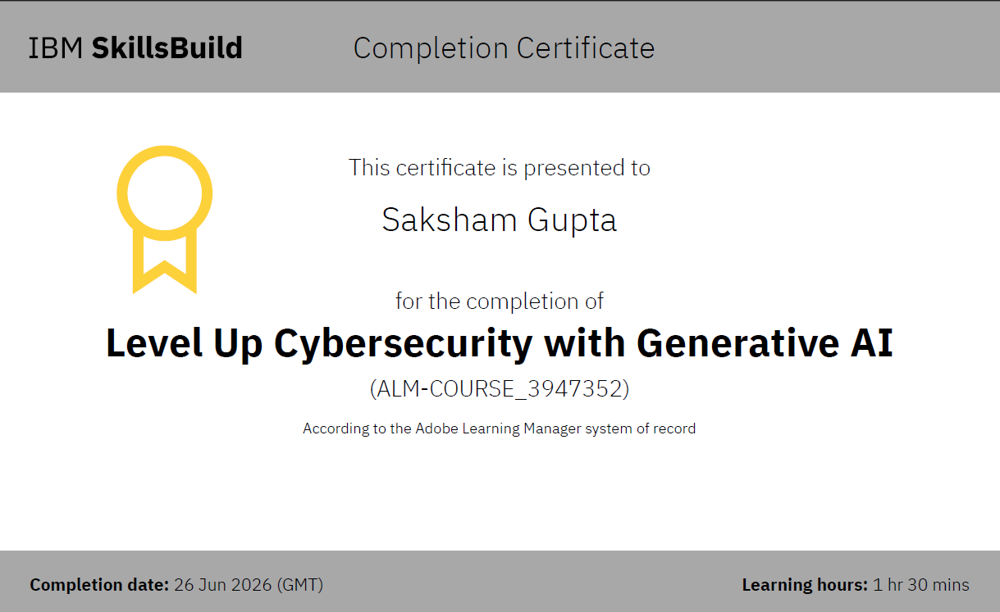 IBM SkillsBuild
Completion Certificate
This certificate is presented to
Saksham Gupta
for the completion of
Level Up Cybersecurity with Generative AI
(ALM-COURSE_3947352)
According to the Adobe Learning Manager system of record
Completion date: 26 Jun 2026 (GMT)
Learning hours: 1 hr 30 mins